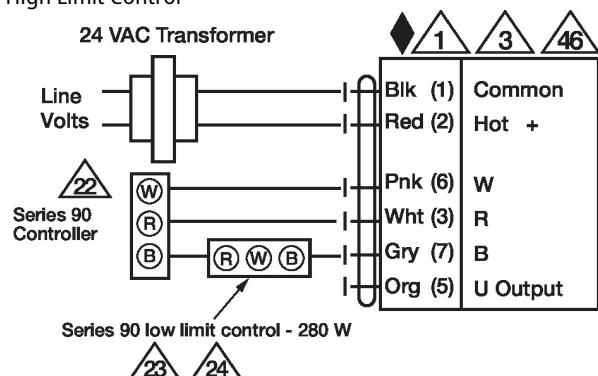 High Limit Control
24 VAC Transformer
1 3 46
Line
Volts
Blk (1) Common
Red (2) Hot +
22
Series 90
Controller
W
R
B
R W B
Pnk (6) W
Wht (3) R
Gry (7) B
Org (5) U Output
Series 90 low limit control - 280 W
23 24